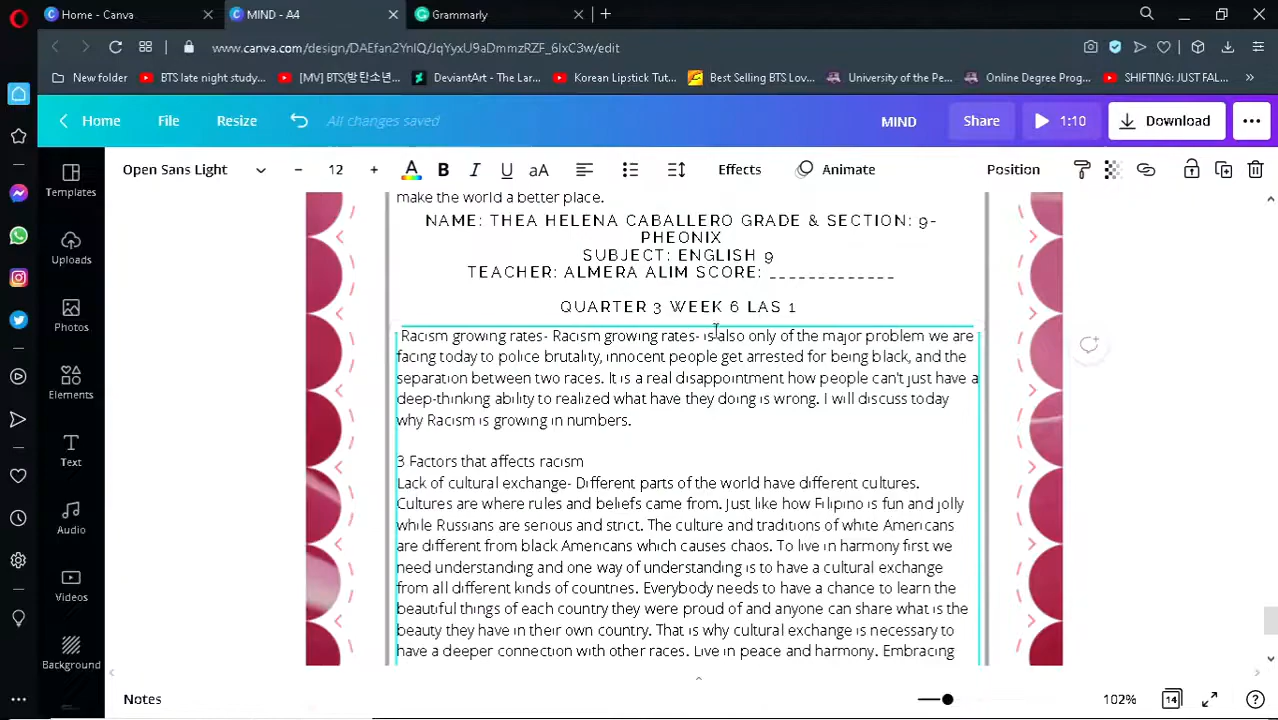 Home - Canva
MIND - A4
Grammarly
www.canva.com/design/DAEfan2YnIQ/JqYyxU9aDmmzRZF_6IxC3w/edit
New folder
BTS late night study...
[MV] BTS(방탄소년...
DeviantArt - The Lar...
Korean Lipstick Tut...
Best Selling BTS Lov...
University of the Pe...
Online Degree Prog...
SHIFTING: JUST FAL...
Home
File
Resize
All changes saved
MIND
Share
1:10
Download
Open Sans Light
– 12 +
A B I U aA
Effects
Animate
Position
Templates
Uploads
Photos
Elements
Text
Audio
Videos
Background
make the world a better place.
NAME: THEA HELENA CABALLERO GRADE & SECTION: 9-
PHEONIX
SUBJECT: ENGLISH 9
TEACHER: ALMERA ALIM SCORE: _____________
QUARTER 3 WEEK 6 LAS 1
Racism growing rates- Racism growing rates- is also only of the major problem we are
facing today to police brutality, innocent people get arrested for being black, and the
separation between two races. It is a real disappointment how people can't just have a
deep-thinking ability to realized what have they doing is wrong. I will discuss today
why Racism is growing in numbers.
3 Factors that affects racism
Lack of cultural exchange- Different parts of the world have different cultures.
Cultures are where rules and beliefs came from. Just like how Filipino is fun and jolly
while Russians are serious and strict. The culture and traditions of white Americans
are different from black Americans which causes chaos. To live in harmony first we
need understanding and one way of understanding is to have a cultural exchange
from all different kinds of countries. Everybody needs to have a chance to learn the
beautiful things of each country they were proud of and anyone can share what is the
beauty they have in their own country. That is why cultural exchange is necessary to
have a deeper connection with other races. Live in peace and harmony. Embracing
Notes
102%
14